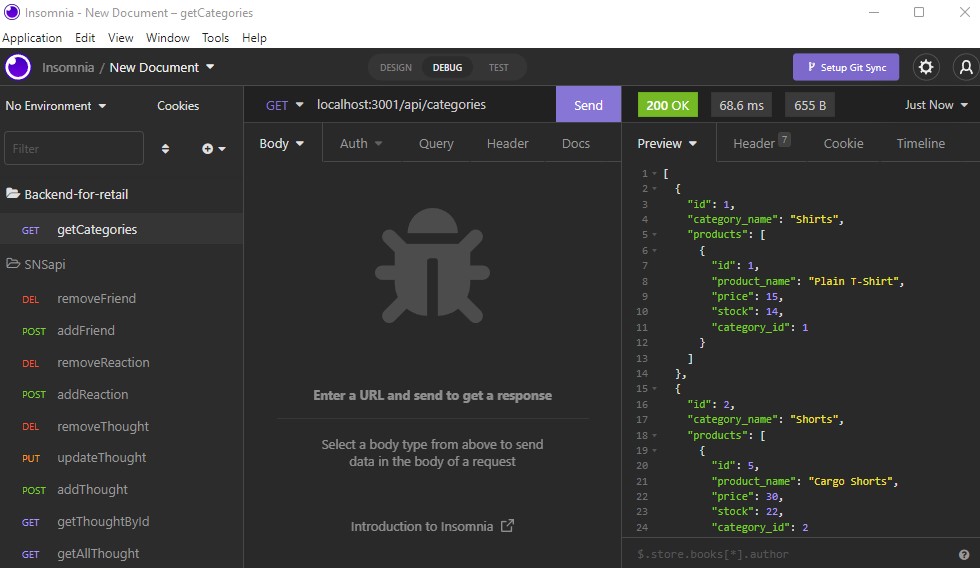 Insomnia - New Document – getCategories
Application Edit View Window Tools Help
Insomnia / New Document
DESIGN DEBUG TEST
Setup Git Sync
No Environment
Cookies
GET localhost:3001/api/categories
Send
200 OK
68.6 ms
655 B
Just Now
Filter
Body Auth Query Header Docs
Preview Header 7 Cookie Timeline
Backend-for-retail
GET getCategories
SNSapi
DEL removeFriend
POST addFriend
DEL removeReaction
POST addReaction
DEL removeThought
PUT updateThought
POST addThought
GET getThoughtById
GET getAllThought
Enter a URL and send to get a response
Select a body type from above to send
data in the body of a request
Introduction to Insomnia
1 [
2 {
3 "id": 1,
4 "category_name": "Shirts",
5 "products": [
6 {
7 "id": 1,
8 "product_name": "Plain T-Shirt",
9 "price": 15,
10 "stock": 14,
11 "category_id": 1
12 }
13 ]
14 },
15 {
16 "id": 2,
17 "category_name": "Shorts",
18 "products": [
19 {
20 "id": 5,
21 "product_name": "Cargo Shorts",
22 "price": 30,
23 "stock": 22,
24 "category_id": 2
$.store.books[*].author